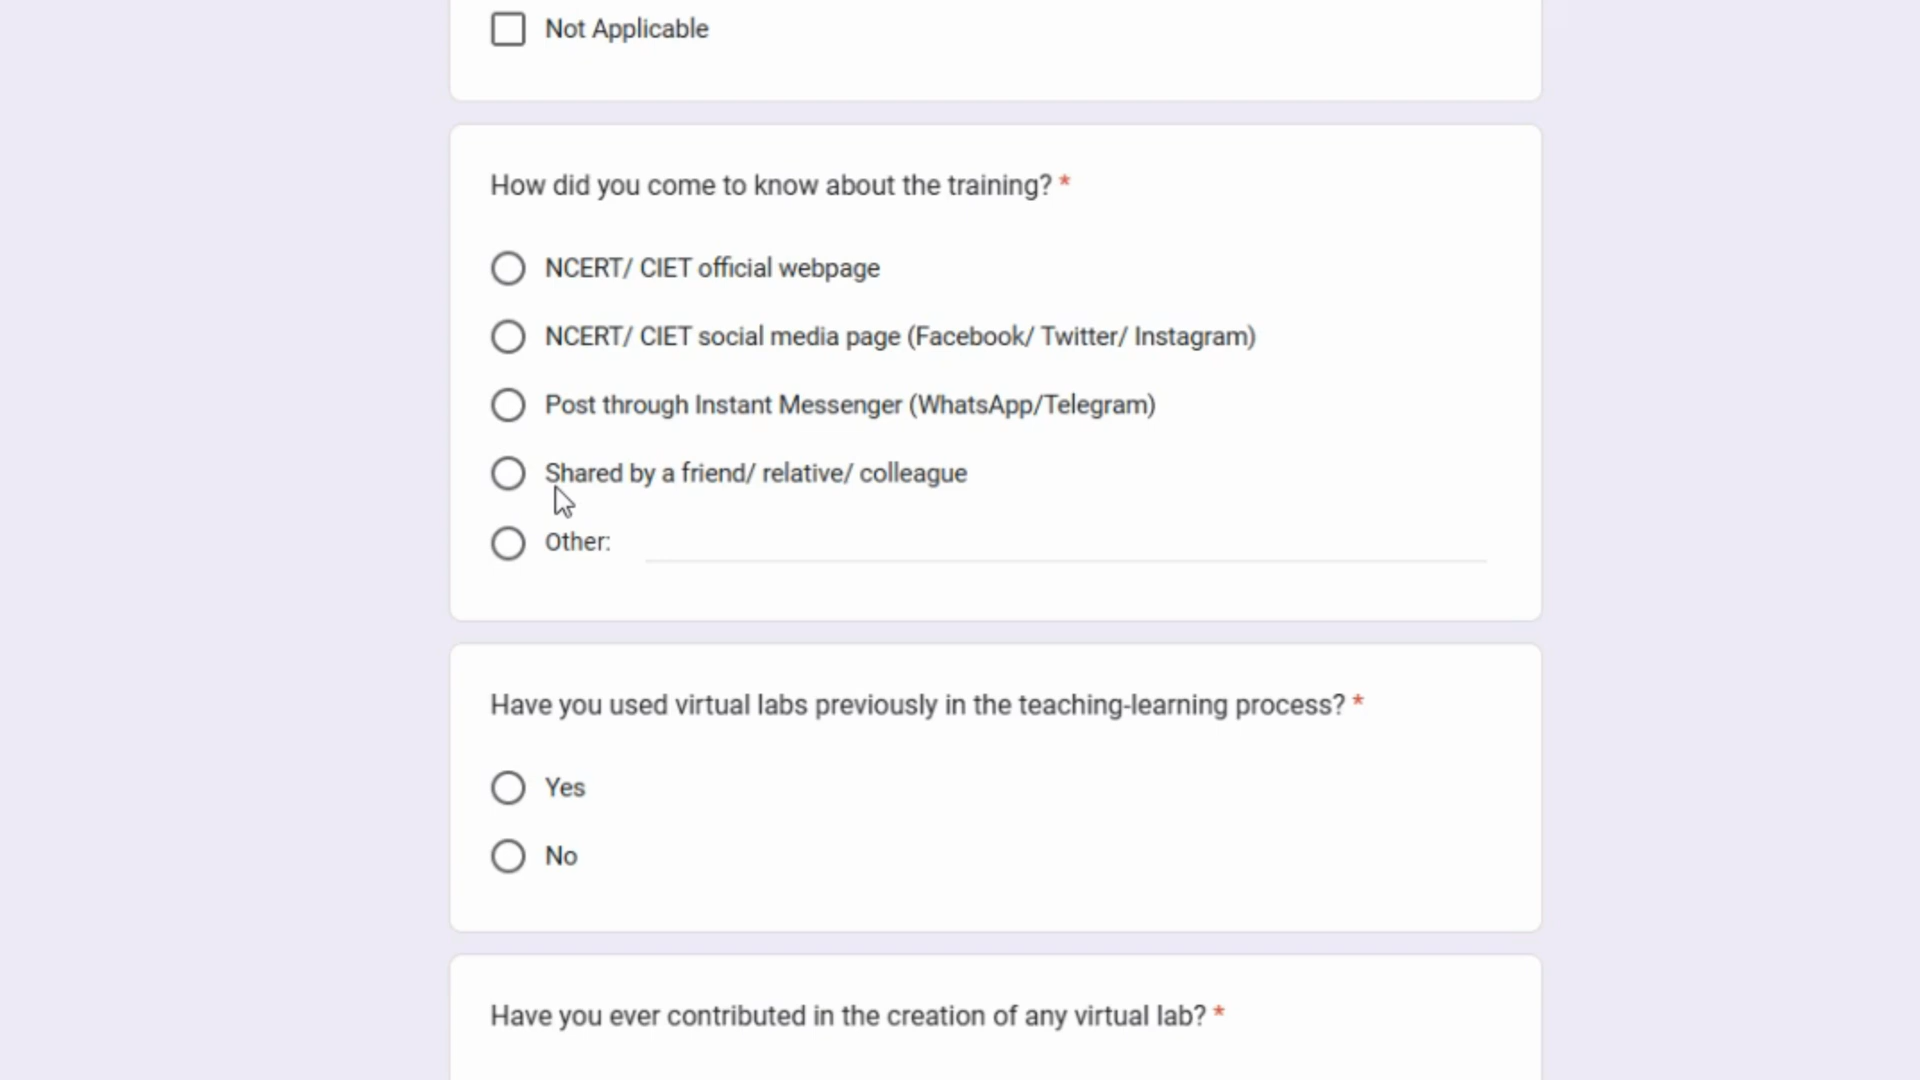 Not Applicable
How did you come to know about the training? *
NCERT/ CIET official webpage
NCERT/ CIET social media page (Facebook/ Twitter/ Instagram)
Post through Instant Messenger (WhatsApp/Telegram)
Shared by a friend/ relative/ colleague
Other:
Have you used virtual labs previously in the teaching-learning process? *
Yes
No
Have you ever contributed in the creation of any virtual lab? *